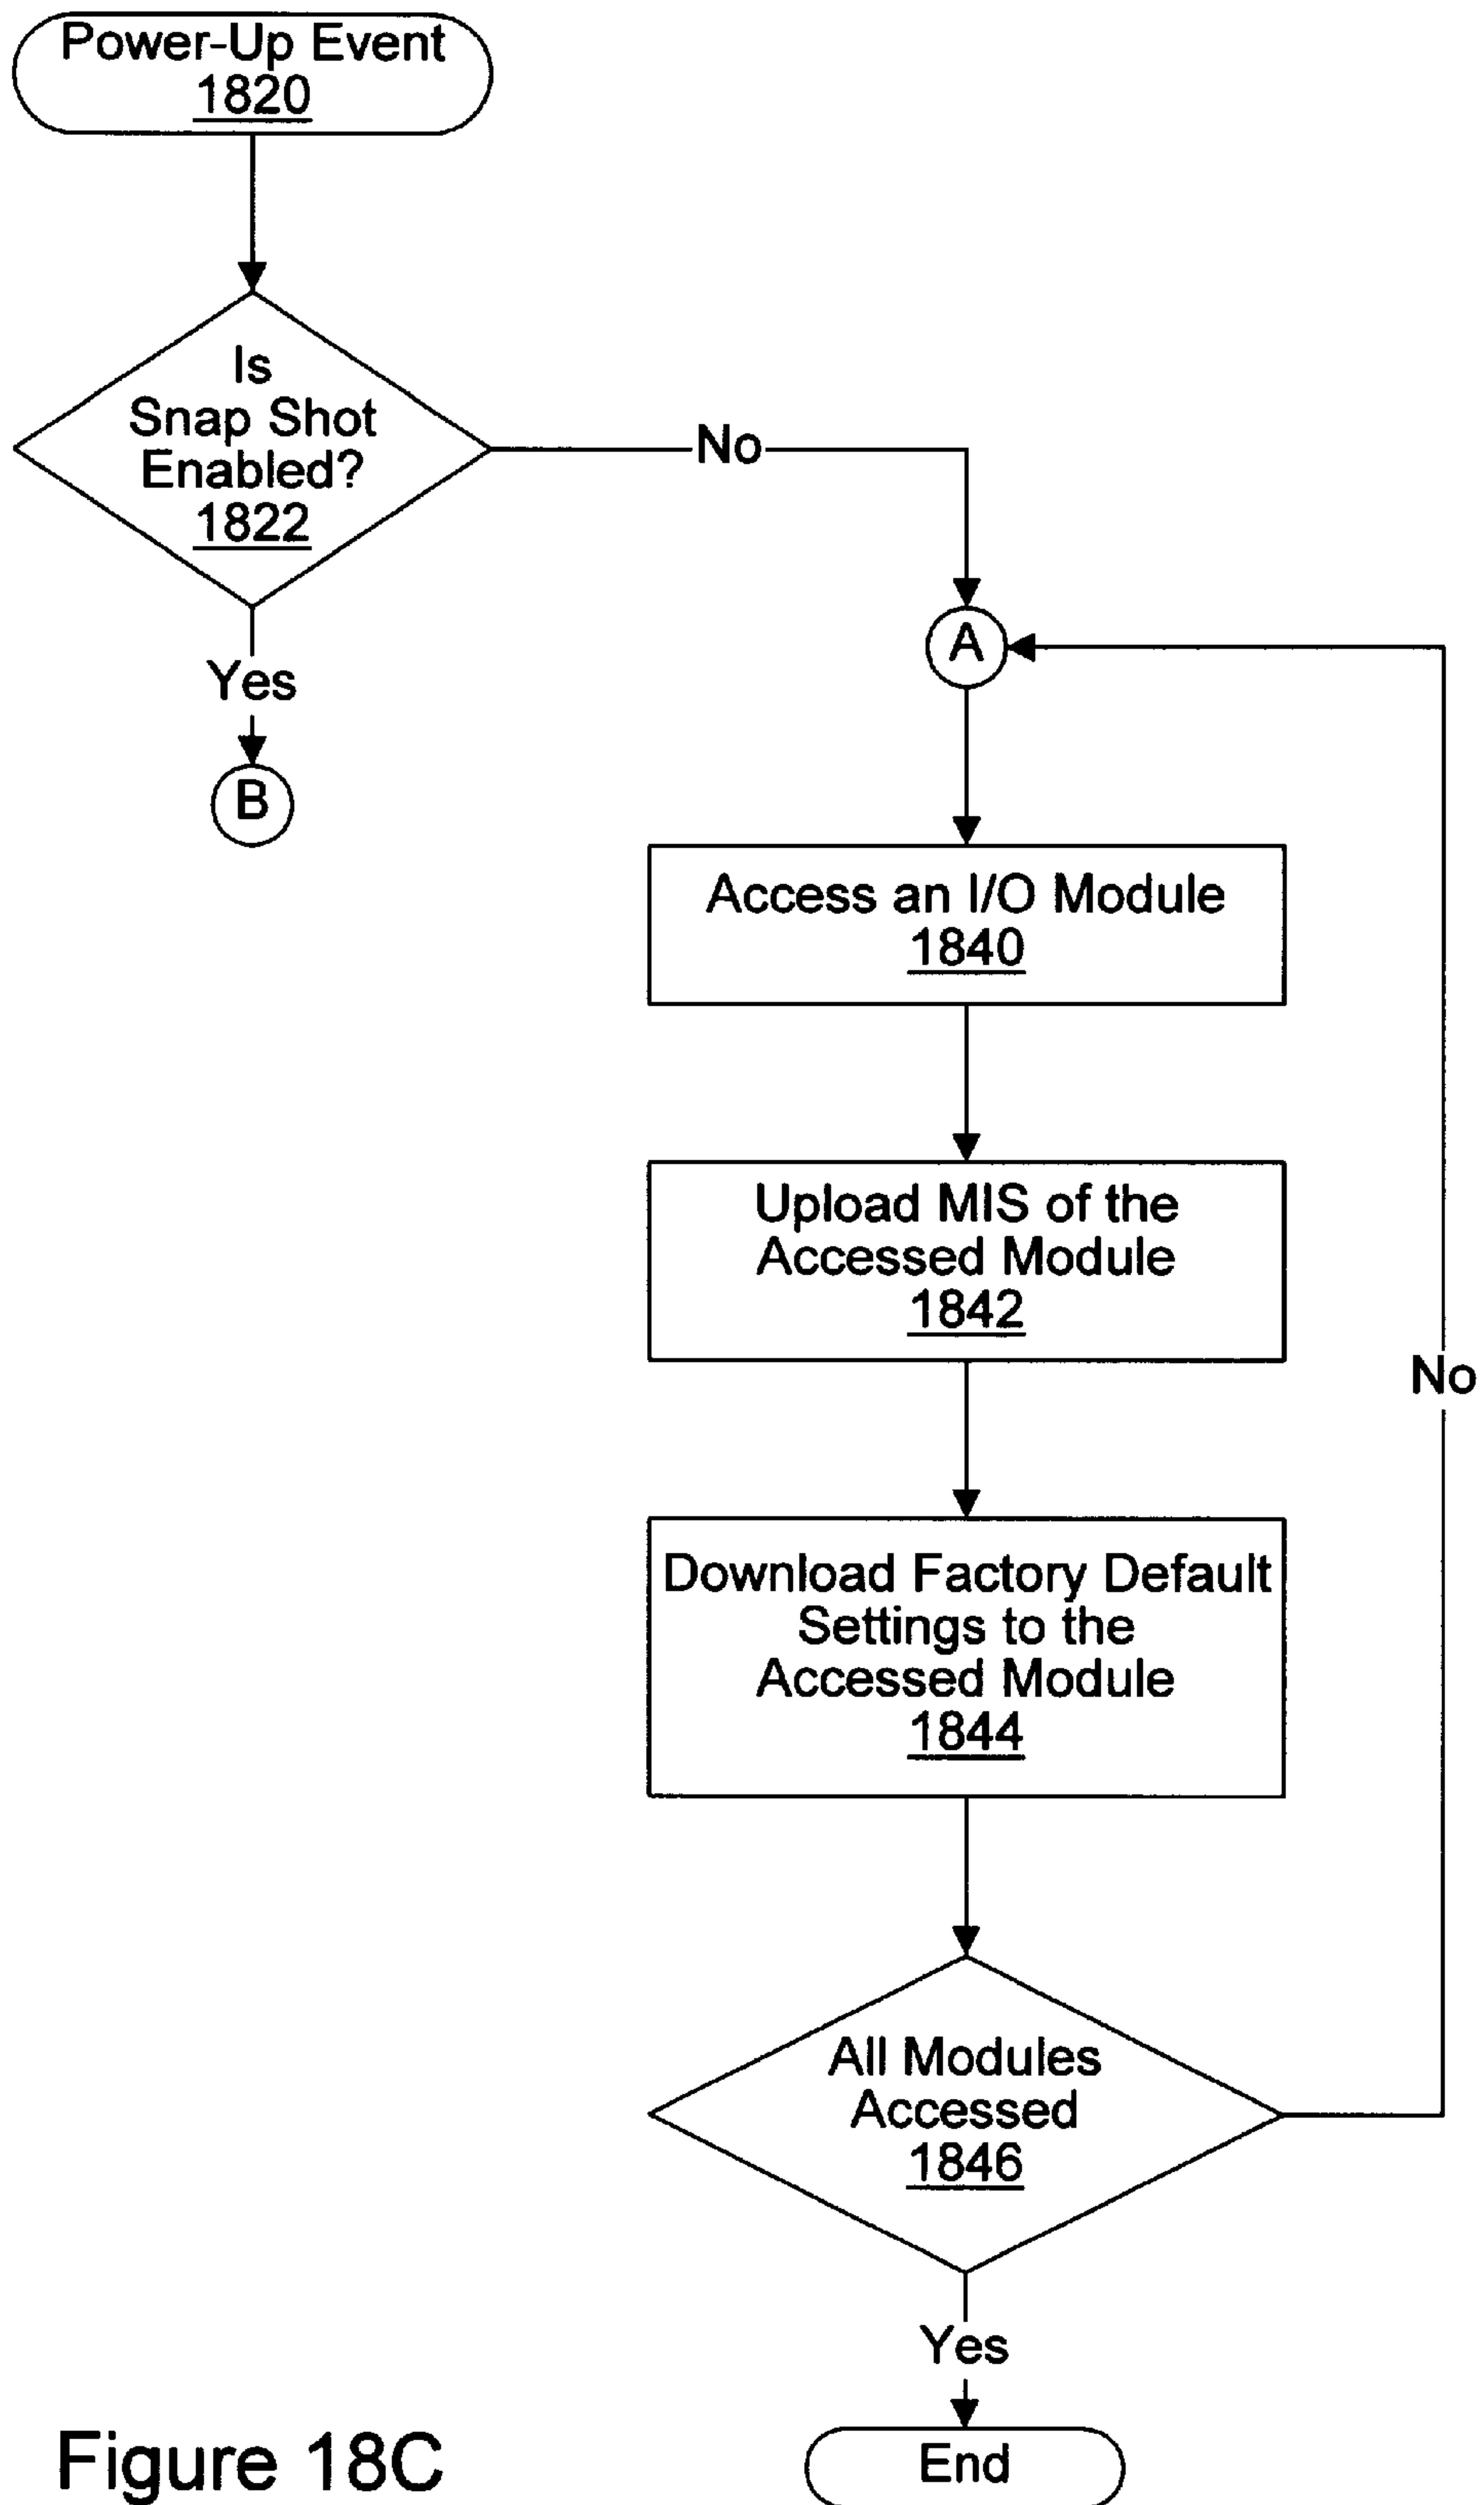 Power-Up Event
1820
Is
Snap Shot
Enabled?
1822
No
Yes
A
B
Access an I/O Module
1840
Upload MIS of the
Accessed Module
1842
No
Download Factory Default
Settings to the
Accessed Module
1844
All Modules
Accessed
1846
Yes
End
Figure 18C